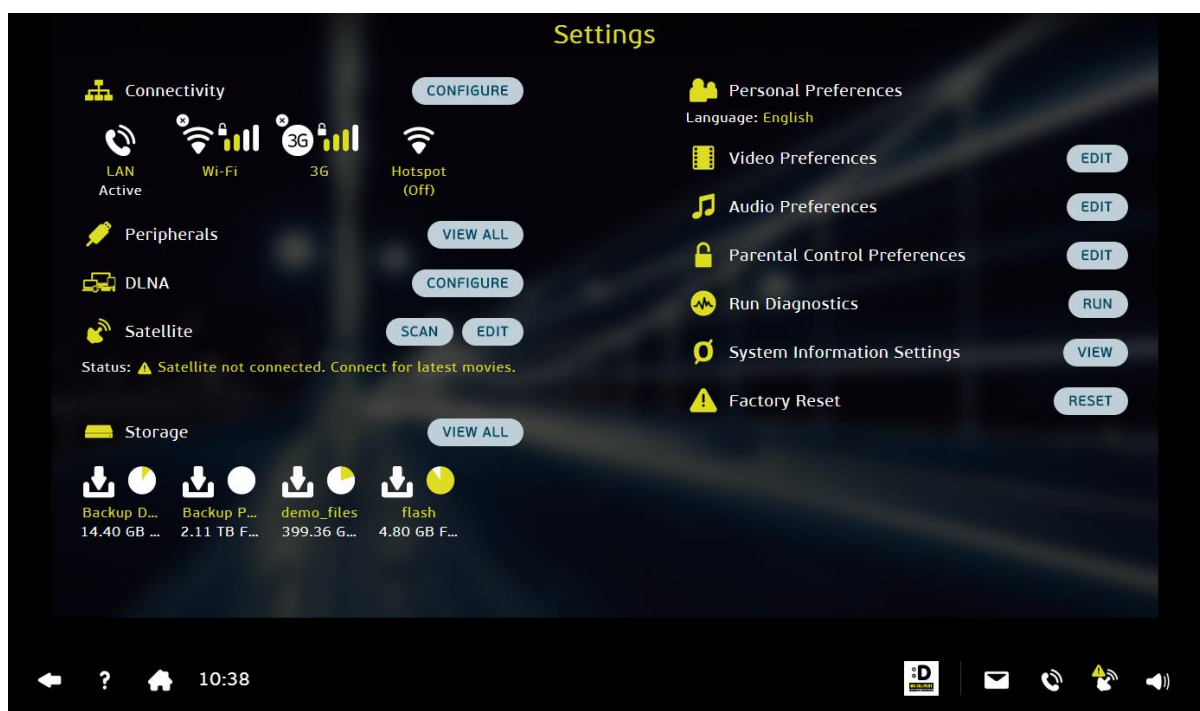 Settings
Connectivity
CONFIGURE
3G
LAN
Wi-Fi
3G
Hotspot
Active
(Off)
Peripherals
VIEW ALL
DLNA
CONFIGURE
Satellite
SCAN
EDIT
Status: Satellite not connected. Connect for latest movies.
Storage
VIEW ALL
Backup D...
Backup P...
demo_files
flash
14.40 GB ...
2.11 TB F...
399.36 G...
4.80 GB F...
Personal Preferences
Language: English
Video Preferences
EDIT
Audio Preferences
EDIT
Parental Control Preferences
EDIT
Run Diagnostics
RUN
System Information Settings
VIEW
Factory Reset
RESET
?
10:38
:D